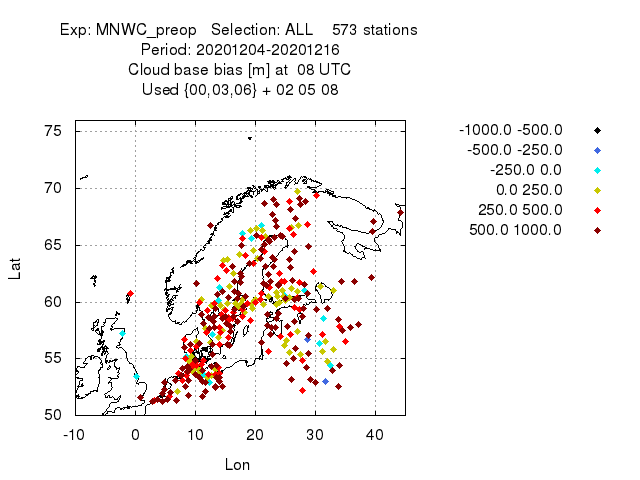 Exp: MNWC_preop   Selection: ALL    573 stations
Period: 20201204-20201216
Cloud base bias [m] at  08 UTC
Used {00,03,06} + 02 05 08
-1000.0 -500.0
-500.0 -250.0
-250.0 0.0
0.0 250.0
250.0 500.0
500.0 1000.0
75
70
65
60
55
50
Lat
-10 0 10 20 30 40
Lon